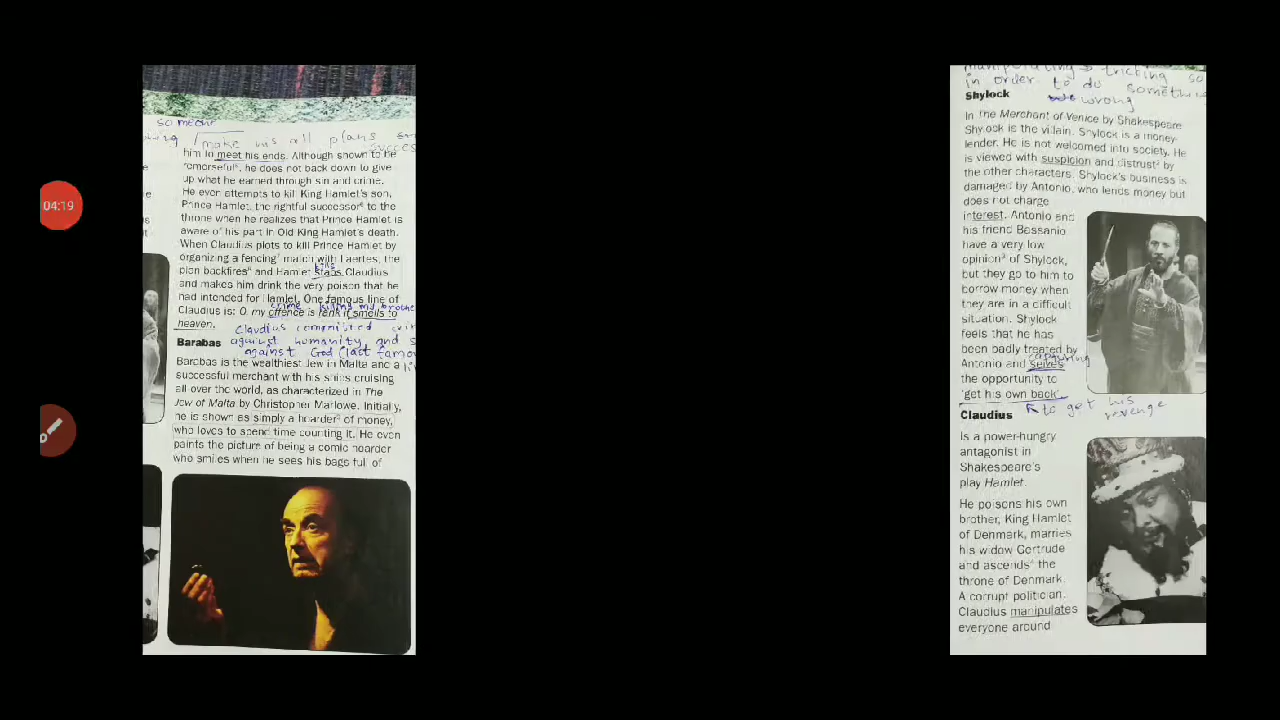 04:19
someone
make his all plans
him to meet his ends. Although shown to be
remorseful, he does not back down to give
up what he earned through sin and crime.
He even attempts to kill King Hamlet's son,
Prince Hamlet, the rightful successor to the
throne when he realizes that Prince Hamlet is
aware of his part in Old King Hamlet's death.
When Claudius plots to kill Prince Hamlet by
organizing a fencing match with Laertes, the
plan backfires and Hamlet stabs Claudius
kills
and makes him drink the very poison that he
had intended for Hamlet. One famous line of
crime killing my brothe
Claudius is: O, my offence is rank it smells to
heaven.
Claudius committed
against humanity and
against God (last famo
Barabas
Barabas is the wealthiest Jew in Malta and a
successful merchant with his ships cruising
all over the world, as characterized in The
Jew of Malta by Christopher Marlowe. Initially,
he is shown as simply a hoarder of money,
who loves to spend time counting it. He even
paints the picture of being a comic hoarder
who smiles when he sees his bags full of
manipulating = tricking so
in order to do somethin
wrong
Shylock
In The Merchant of Venice by Shakespeare
Shylock is the villain. Shylock is a money
lender. He is not welcomed into society. He
is viewed with suspicion and distrust by
the other characters. Shylock's business is
damaged by Antonio, who lends money but
does not charge
interest. Antonio and
his friend Bassanio
have a very low
opinion of Shylock,
but they go to him to
borrow money when
they are in a difficult
situation. Shylock
feels that he has
been badly treated by
capturing
Antonio and seives
the opportunity to
'get his own back'.
to get his
revenge
Claudius
Is a power-hungry
antagonist in
Shakespeare's
play Hamlet.
He poisons his own
brother, King Hamlet
of Denmark, marries
his widow Gertrude
and ascends the
throne of Denmark.
A corrupt politician,
Claudius manipulates
everyone around